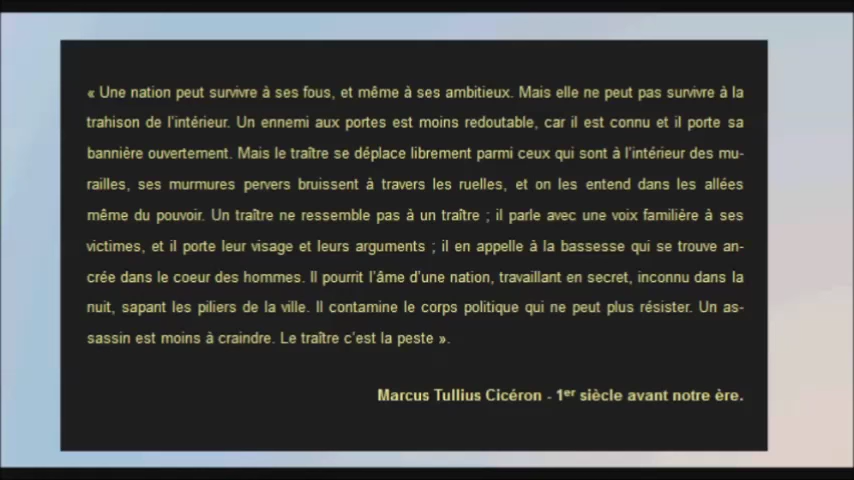 « Une nation peut survivre à ses fous, et même à ses ambitieux. Mais elle ne peut pas survivre à la
trahison de l'intérieur. Un ennemi aux portes est moins redoutable, car il est connu et il porte sa
bannière ouvertement. Mais le traître se déplace librement parmi ceux qui sont à l'intérieur des mu-
railles, ses murmures pervers bruissent à travers les ruelles, et on les entend dans les allées
même du pouvoir. Un traître ne ressemble pas à un traître ; il parle avec une voix familière à ses
victimes, et il porte leur visage et leurs arguments ; il en appelle à la bassesse qui se trouve an-
crée dans le coeur des hommes. Il pourrit l'âme d'une nation, travaillant en secret, inconnu dans la
nuit, sapant les piliers de la ville. Il contamine le corps politique qui ne peut plus résister. Un as-
sassin est moins à craindre. Le traître c'est la peste ».
Marcus Tullius Cicéron - 1er siècle avant notre ère.